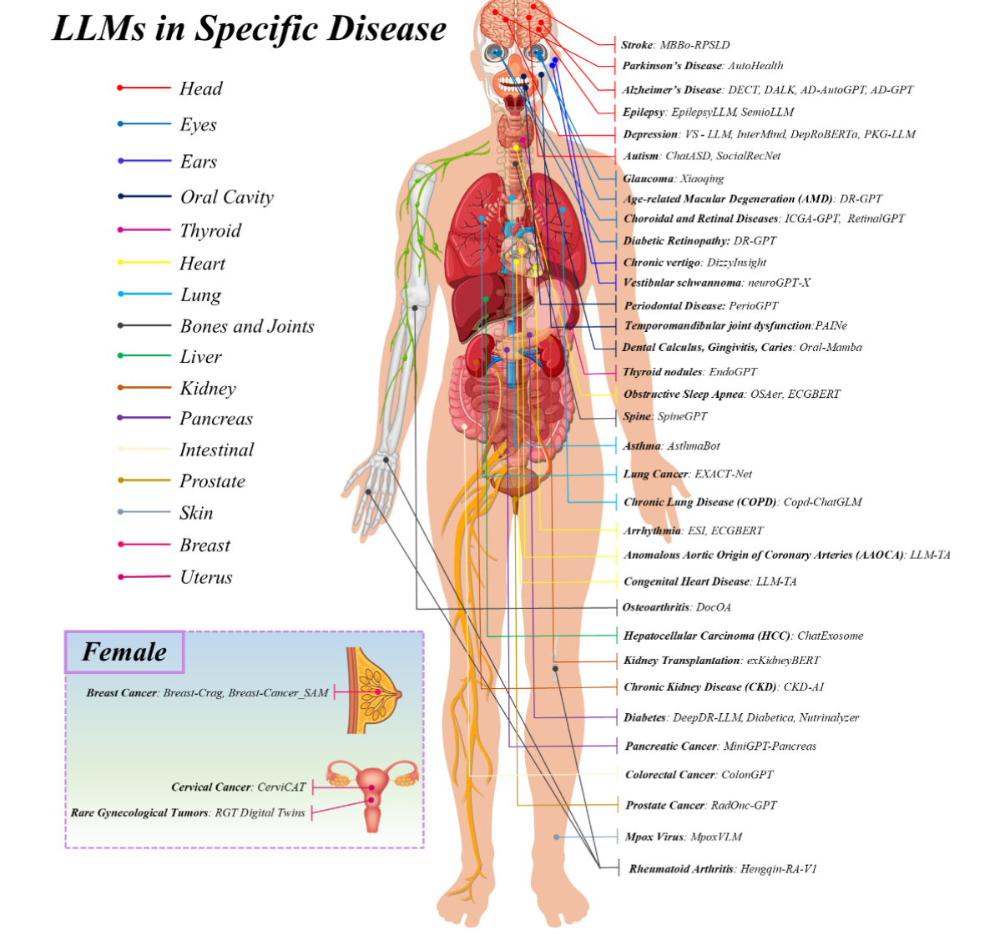 LLMs in Specific Disease
Head
Eyes
Ears
Oral Cavity
Thyroid
Heart
Lung
Bones and Joints
Liver
Kidney
Pancreas
Intestinal
Prostate
Skin
Breast
Uterus
Stroke: MBBo-RPSLD
Parkinson's Disease: AutoHealth
Alzheimer's Disease: DECT, DALK, AD-AutoGPT, AD-GPT
Epilepsy: EpilepsyLLM, SemioLLM
Depression: VS - LLM, InterMind, DepRoBERTa, PKG-LLM
Autism: ChatASD, SocialRecNet
Glaucoma: Xiaoqing
Age-related Macular Degeneration (AMD): DR-GPT
Choroidal and Retinal Diseases: ICGA-GPT, RetinalGPT
Diabetic Retinopathy: DR-GPT
Chronic vertigo: DizzyInsight
Vestibular schwannoma: neuroGPT-X
Periodontal Disease: PerioGPT
Temporomandibular joint dysfunction:PAINe
Dental Calculus, Gingivitis, Caries: Oral-Mamba
Thyroid nodules: EndoGPT
Obstructive Sleep Apnea: OSAer, ECGBERT
Spine: SpineGPT
Asthma: AsthmaBot
Lung Cancer: EXACT-Net
Chronic Lung Disease (COPD): Copd-ChatGLM
Arrhythmia: ESI, ECGBERT
Anomalous Aortic Origin of Coronary Arteries (AAOCA): LLM-TA
Congenital Heart Disease: LLM-TA
Osteoarthritis: DocOA
Hepatocellular Carcinoma (HCC): ChatExosome
Kidney Transplantation: exKidneyBERT
Chronic Kidney Disease (CKD): CKD-AI
Diabetes: DeepDR-LLM, Diabetica, Nutrinalyzer
Pancreatic Cancer: MiniGPT-Pancreas
Colorectal Cancer: ColonGPT
Prostate Cancer: RadOnc-GPT
Mpox Virus: MpoxVLM
Rheumatoid Arthritis: Hengqin-RA-V1
Female
Breast Cancer: Breast-Crag, Breast-Cancer_SAM
Cervical Cancer: CerviCAT
Rare Gynecological Tumors: RGT Digital Twins